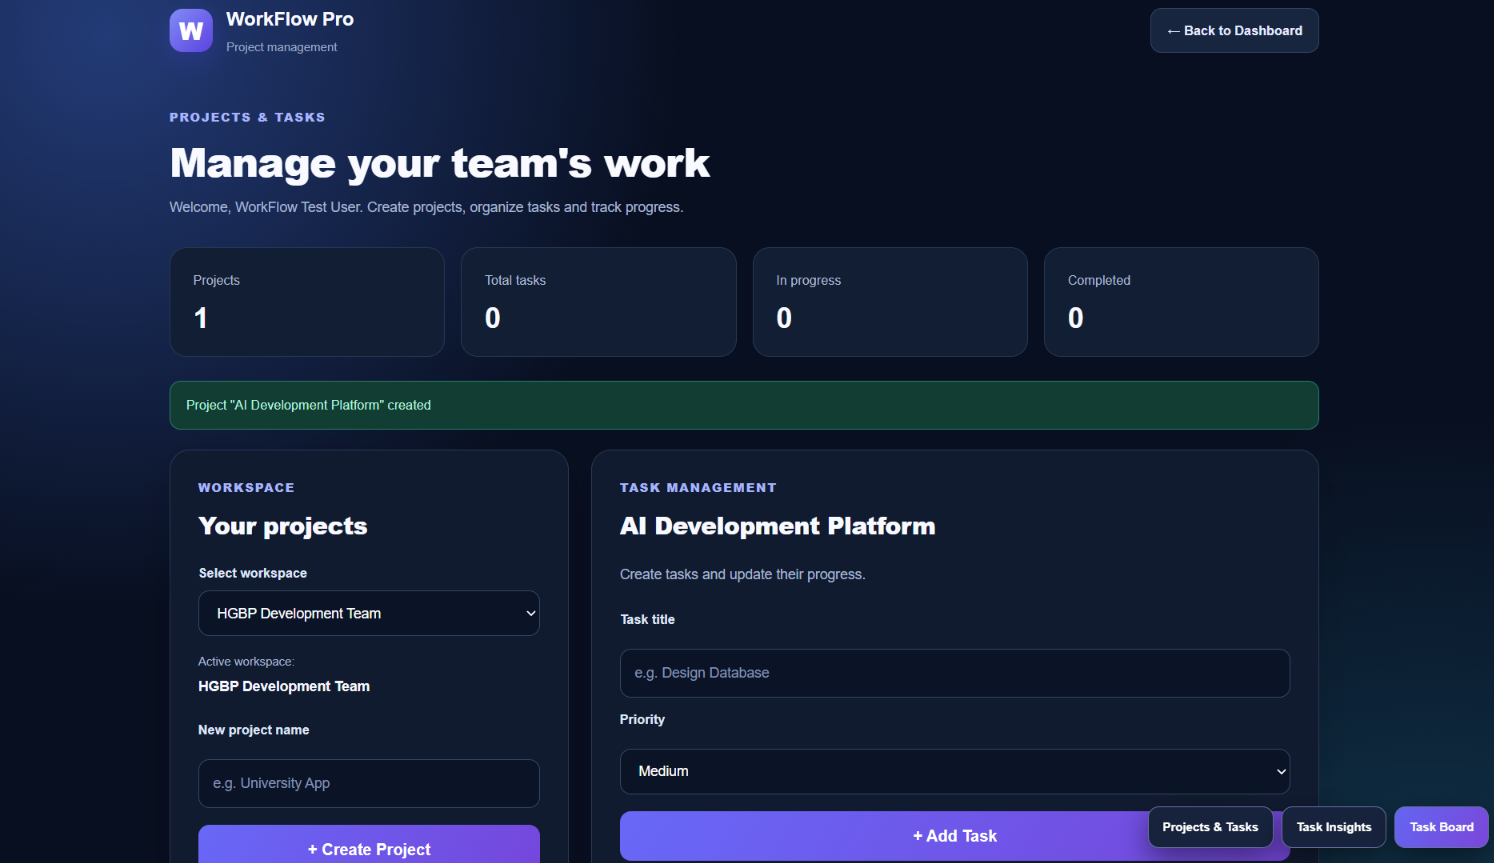 W
WorkFlow Pro
Project management
← Back to Dashboard
PROJECTS & TASKS
Manage your team's work
Welcome, WorkFlow Test User. Create projects, organize tasks and track progress.
Projects
1
Total tasks
0
In progress
0
Completed
0
Project "AI Development Platform" created
WORKSPACE
Your projects
Select workspace
HGBP Development Team
Active workspace:
HGBP Development Team
New project name
e.g. University App
+ Create Project
TASK MANAGEMENT
AI Development Platform
Create tasks and update their progress.
Task title
e.g. Design Database
Priority
Medium
+ Add Task
Projects & Tasks
Task Insights
Task Board